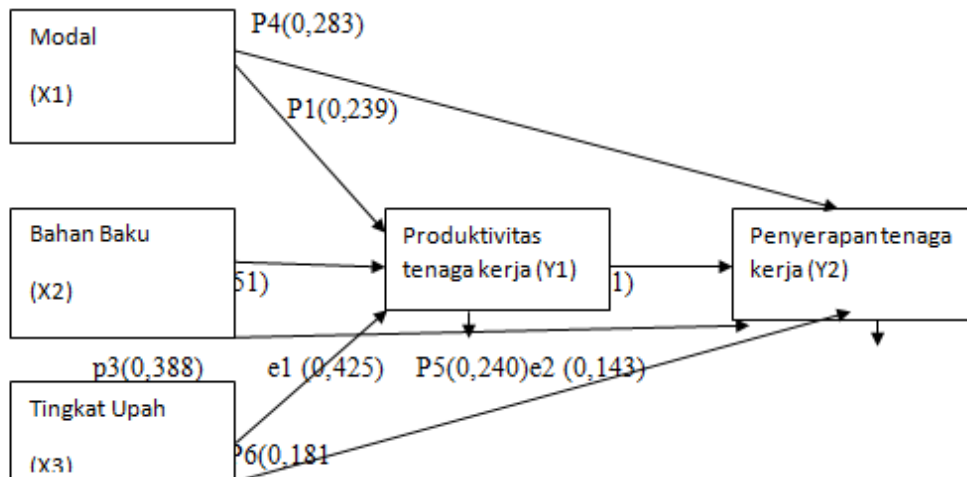 Modal
(X1)
P4(0,283)
P1(0,239)
Bahan Baku
(X2)
51)
Produktivitas
tenaga kerja (Y1)
1)
Penyerapan tenaga
kerja (Y2)
p3(0,388)
e1 (0,425)
P5(0,240)e2 (0,143)
Tingkat Upah
(X3)
P6(0,181